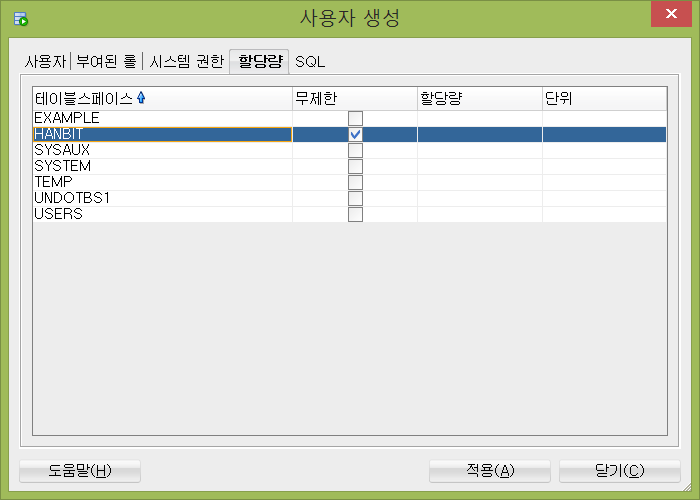 사용자 생성
사용자 부여된 롤 시스템 권한 할당량 SQL
테이블스페이스 무제한 할당량 단위
EXAMPLE
HANBIT
SYSAUX
SYSTEM
TEMP
UNDOTBS1
USERS
도움말(H) 적용(A) 닫기(C)